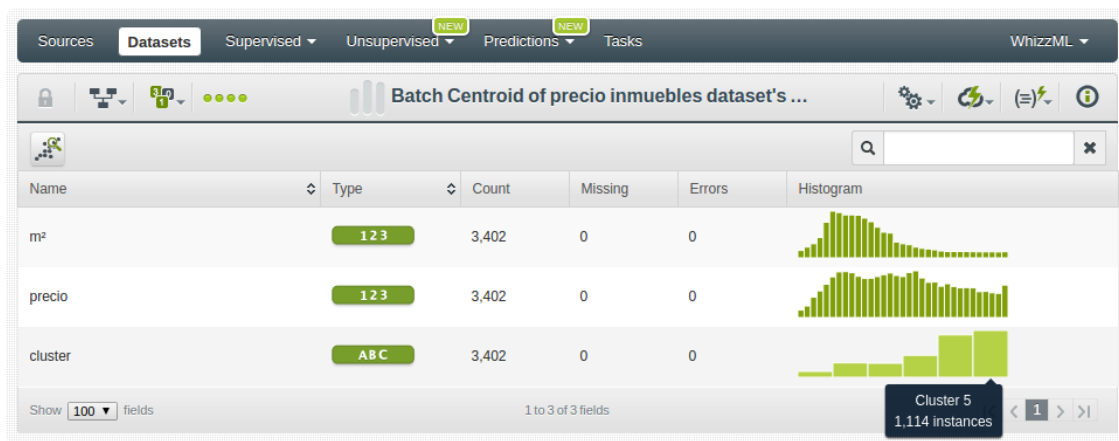 NEW NEW
Sources Datasets Supervised Unsupervised Predictions Tasks WhizzML
Batch Centroid of precio inmuebles dataset's ...
Name Type Count Missing Errors Histogram
m² 123 3,402 0 0
precio 123 3,402 0 0
cluster ABC 3,402 0 0
Cluster 5
1,114 instances
Show 100 fields 1 to 3 of 3 fields 1